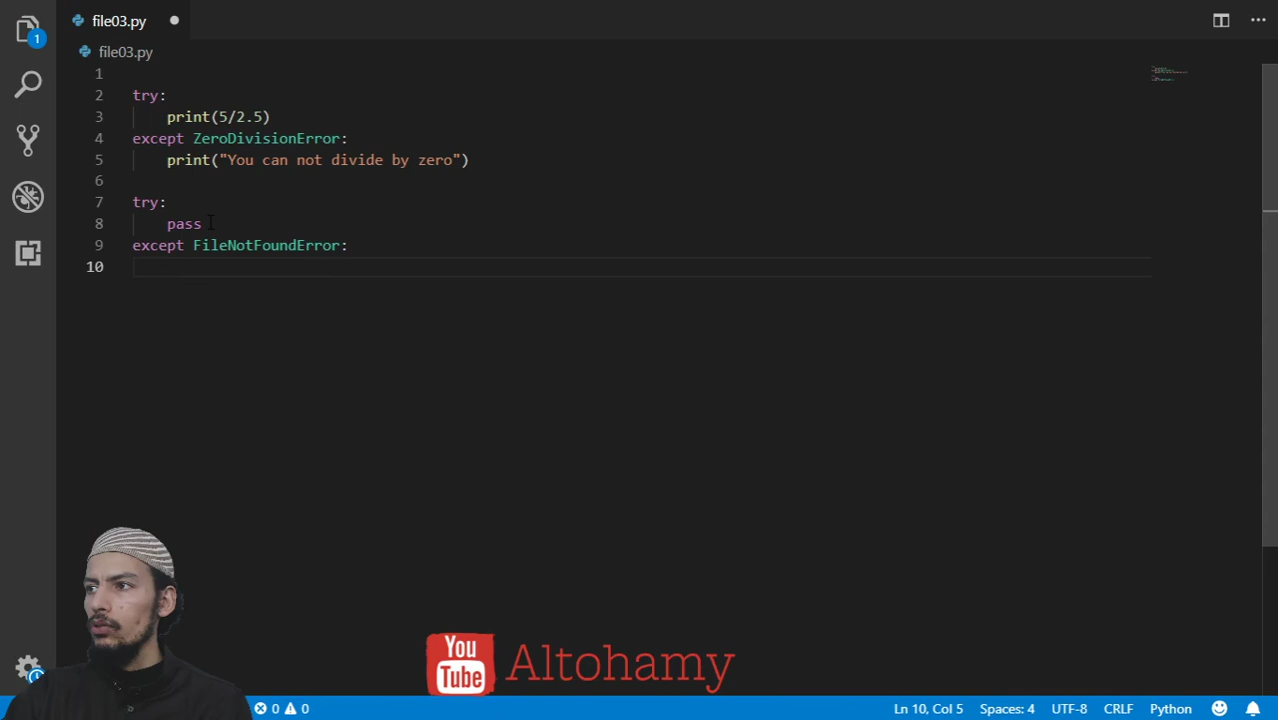 file03.py
1
file03.py
1
2 try:
3 print(5/2.5)
4 except ZeroDivisionError:
5 print("You can not divide by zero")
6
7 try:
8 pass
9 except FileNotFoundError:
10
You
Tube
Altohamy
0 0 Ln 10, Col 5 Spaces: 4 UTF-8 CRLF Python